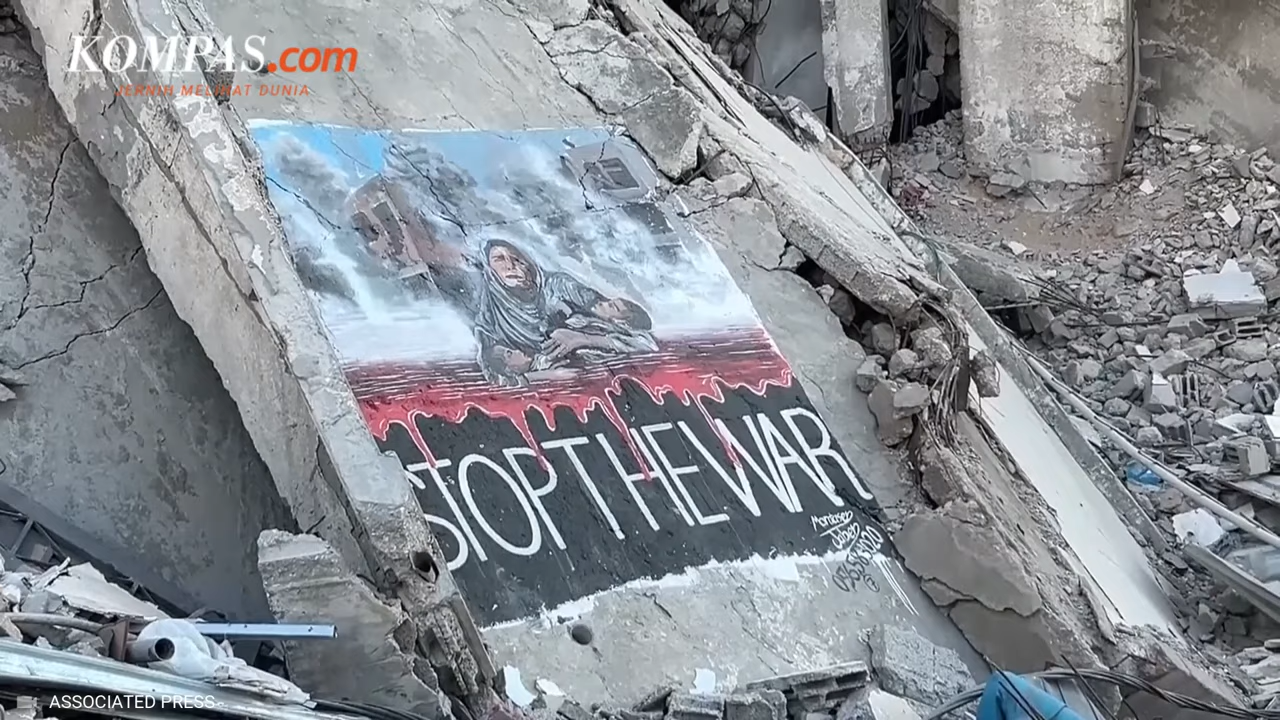 KOMPAS.com
JERNIH MELIHAT DUNIA
STOP THE WAR
ASSOCIATED PRESS